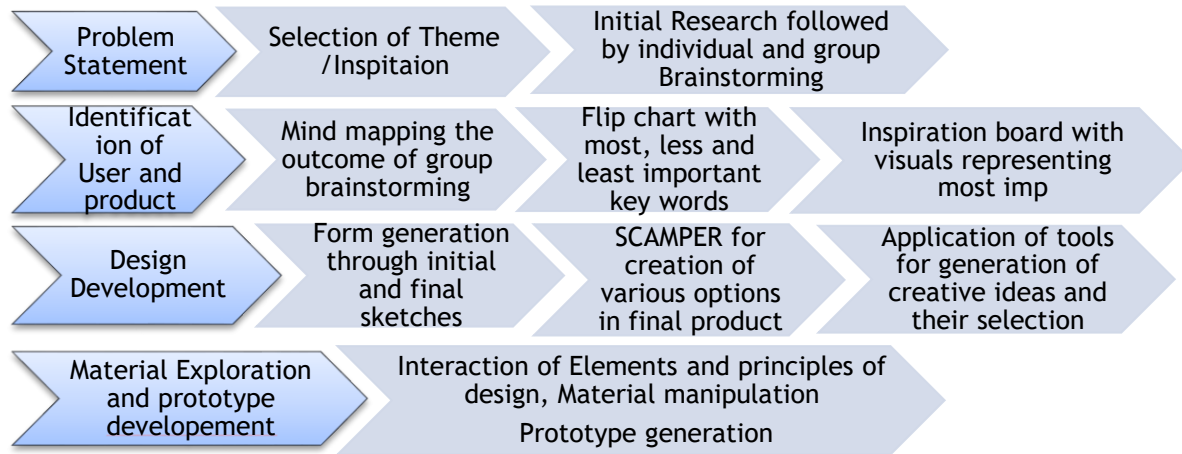 Problem
Statement
Selection of Theme
/Inspitaion
Initial Research followed
by individual and group
Brainstorming
Identificat
ion of
User and
product
Mind mapping the
outcome of group
brainstorming
Flip chart with
most, less and
least important
key words
Inspiration board with
visuals representing
most imp
Design
Development
Form generation
through initial
and final
sketches
SCAMPER for
creation of
various options
in final product
Application of tools
for generation of
creative ideas and
their selection
Material Exploration
and prototype
developement
Interaction of Elements and principles of
design, Material manipulation
Prototype generation